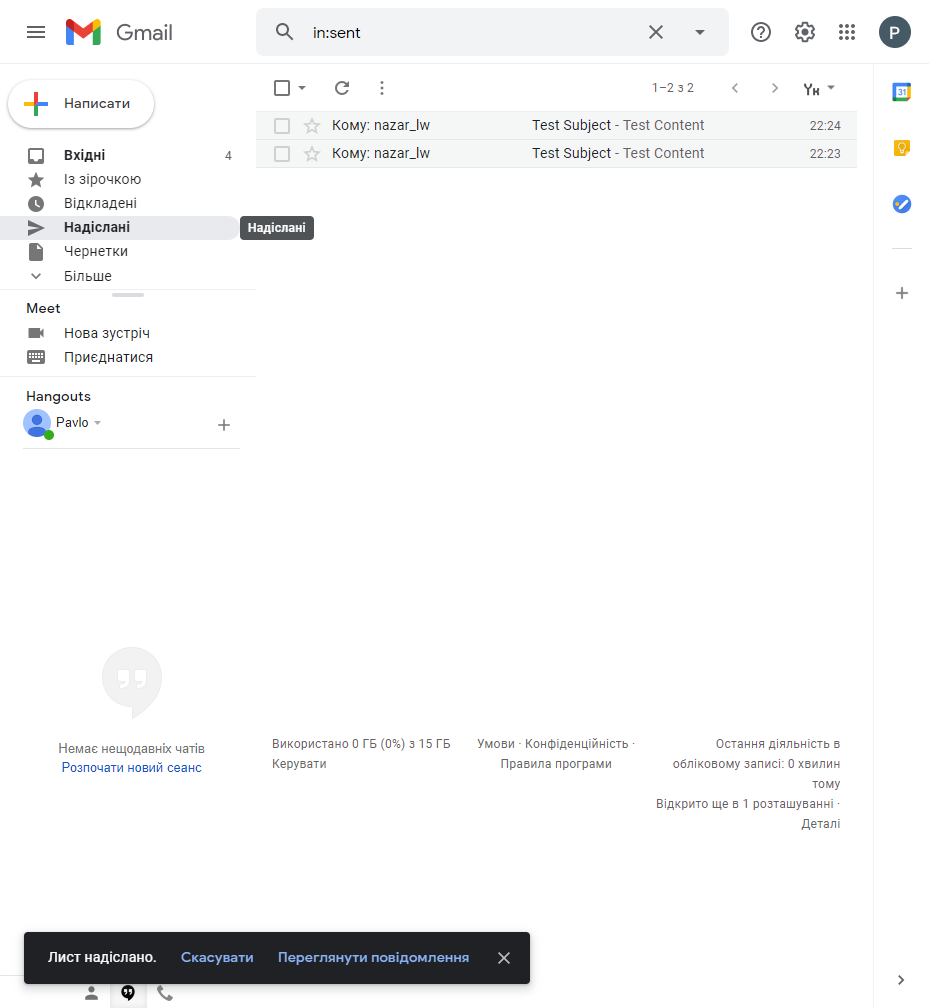 Gmail
in:sent
P
Написати
1–2 з 2
Ук
31
Вхідні 4
Із зірочкою
Відкладені
Надіслані
Надіслані
Чернетки
Більше
Кому: nazar_lw Test Subject - Test Content 22:24
Кому: nazar_lw Test Subject - Test Content 22:23
Meet
Нова зустріч
Приєднатися
Hangouts
Pavlo
Немає нещодавніх чатів
Розпочати новий сеанс
Використано 0 ГБ (0%) з 15 ГБ
Керувати
Умови · Конфіденційність ·
Правила програми
Остання діяльність в
обліковому записі: 0 хвилин
тому
Відкрито ще в 1 розташуванні ·
Деталі
Лист надіслано. Скасувати Переглянути повідомлення